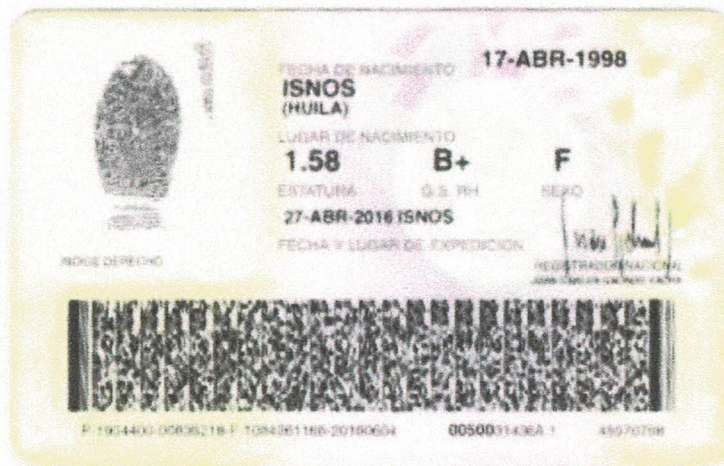 17-ABR-1998
FECHA DE NACIMIENTO
ISNOS
(HUILA)
LUGAR DE NACIMIENTO
1.58 B+ F
ESTATURA G.S. RH SEXO
27-ABR-2016 ISNOS
FECHA Y LUGAR DE EXPEDICION
INDICE DERECHO
REGISTRADOR NACIONAL